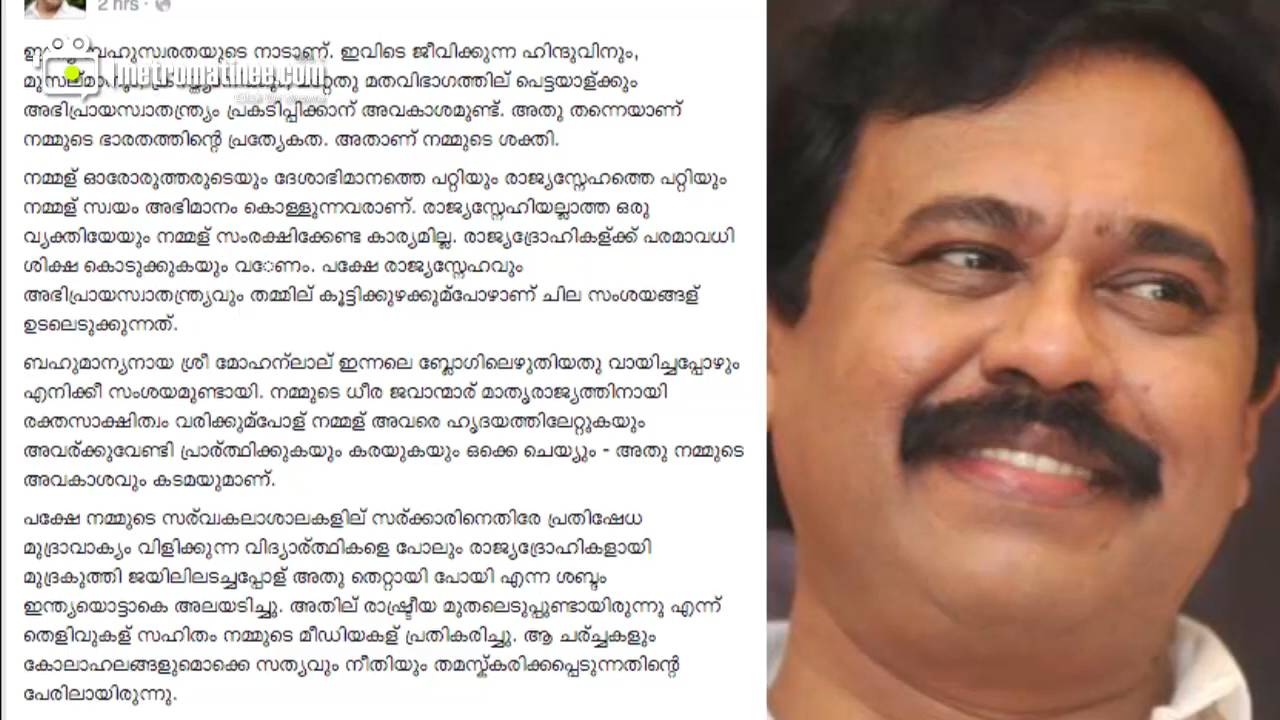 2 hrs
ബഹുസ്വരതയുടെ നാടാണ്. ഇവിടെ ജീവിക്കുന്ന ഹിന്ദുവിനും,
metromatinee.com
മതവിഭാഗത്തില് പെട്ടയാള്ക്കും
അഭിപ്രായസ്വാതന്ത്ര്യം പ്രകടിപ്പിക്കാന് അവകാശമുണ്ട്. അതു തന്നെയാണ്
നമ്മുടെ ഭാരതത്തിന്റെ പ്രത്യേകത. അതാണ് നമ്മുടെ ശക്തി.
നമ്മള് ഓരോരുത്തരുടെയും ദേശാഭിമാനത്തെ പറ്റിയും രാജ്യസ്നേഹത്തെ പറ്റിയും
നമ്മള് സ്വയം അഭിമാനം കൊള്ളുന്നവരാണ്. രാജ്യസ്നേഹിയല്ലാത്ത ഒരു
വ്യക്തിയേയും നമ്മള് സംരക്ഷിക്കേണ്ട കാര്യമില്ല. രാജ്യദ്രോഹികള്ക്ക് പരമാവധി
ശിക്ഷ കൊടുക്കുകയും വേണം. പക്ഷേ രാജ്യസ്നേഹവും
അഭിപ്രായസ്വാതന്ത്ര്യവും തമ്മില് കൂട്ടിക്കുഴക്കുമ്പോഴാണ് ചില സംശയങ്ങള്
ഉടലെടുക്കുന്നത്.
ബഹുമാന്യനായ ശ്രീ മോഹന്ലാല് ഇന്നലെ ബ്ലോഗിലെഴുതിയതു വായിച്ചപ്പോഴും
എനിക്കീ സംശയമുണ്ടായി. നമ്മുടെ ധീര ജവാന്മാര് മാതൃരാജ്യത്തിനായി
രക്തസാക്ഷിത്വം വരിക്കുമ്പോള് നമ്മള് അവരെ ഹൃദയത്തിലേറ്റുകയും
അവര്ക്കുവേണ്ടി പ്രാര്ത്ഥിക്കുകയും കരയുകയും ഒക്കെ ചെയ്യും - അതു നമ്മുടെ
അവകാശവും കടമയുമാണ്.
പക്ഷേ നമ്മുടെ സര്വ്വകലാശാലകളില് സര്ക്കാരിനെതിരേ പ്രതിഷേധ
മുദ്രാവാക്യം വിളിക്കുന്ന വിദ്യാര്ത്ഥികളെ പോലും രാജ്യദ്രോഹികളായി
മുദ്രകുത്തി ജയിലിലടച്ചപ്പോള് അതു തെറ്റായി പോയി എന്ന ശബ്ദം
ഇന്ത്യയൊട്ടാകെ അലയടിച്ചു. അതില് രാഷ്ട്രീയ മുതലെടുപ്പുണ്ടായിരുന്നു എന്ന്
തെളിവുകള് സഹിതം നമ്മുടെ മീഡിയകള് പ്രതികരിച്ചു. ആ ചര്ച്ചകളും
കോലാഹലങ്ങളുമൊക്കെ സത്യവും നീതിയും തമസ്ക്കരിക്കപ്പെടുന്നതിന്റെ
പേരിലായിരുന്നു.